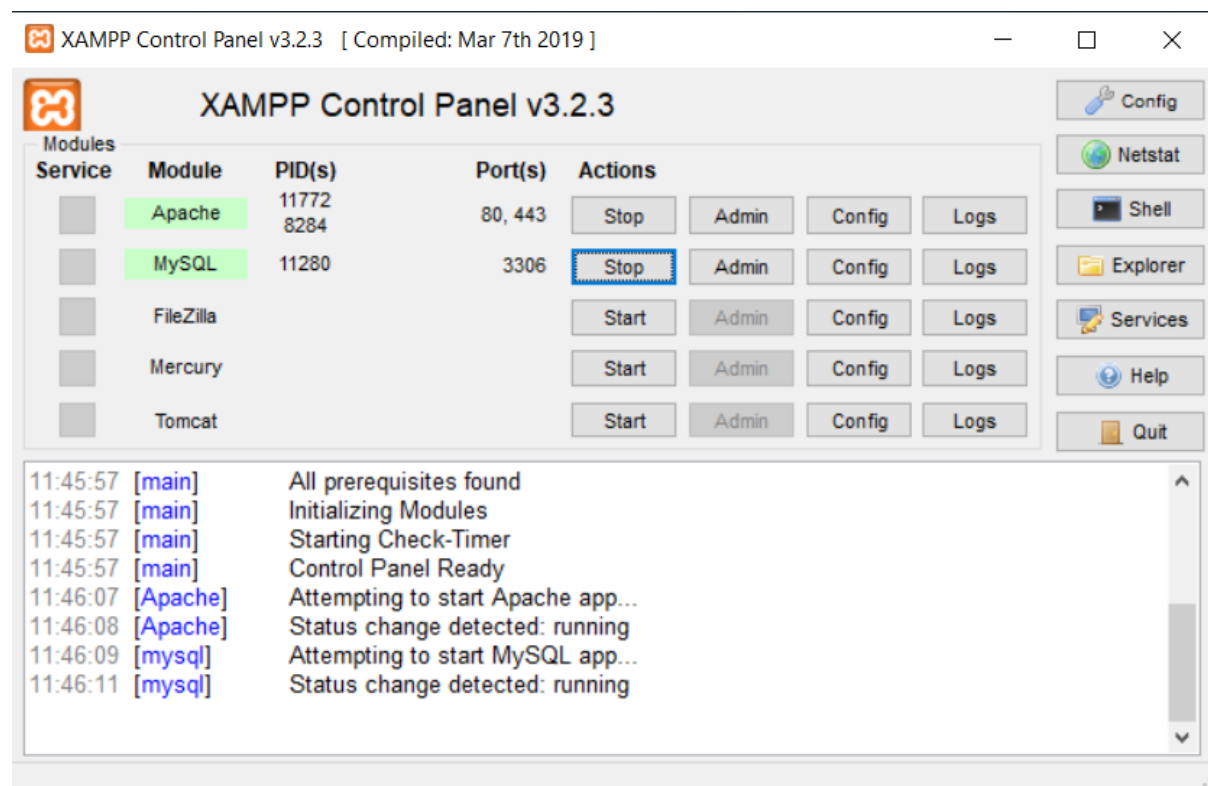 XAMPP Control Panel v3.2.3 [ Compiled: Mar 7th 2019 ]
XAMPP Control Panel v3.2.3
Config
Modules
Service Module PID(s) Port(s) Actions
Netstat
Apache 11772 8284 80, 443 Stop Admin Config Logs
Shell
MySQL 11280 3306 Stop Admin Config Logs
Explorer
FileZilla Start Admin Config Logs
Services
Mercury Start Admin Config Logs
Help
Tomcat Start Admin Config Logs
Quit
11:45:57 [main] All prerequisites found
11:45:57 [main] Initializing Modules
11:45:57 [main] Starting Check-Timer
11:45:57 [main] Control Panel Ready
11:46:07 [Apache] Attempting to start Apache app...
11:46:08 [Apache] Status change detected: running
11:46:09 [mysql] Attempting to start MySQL app...
11:46:11 [mysql] Status change detected: running